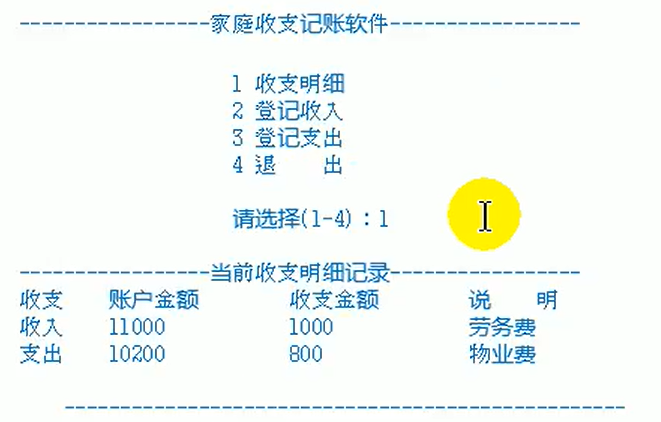 -----------------家庭收支记账软件-----------------
1 收支明细
2 登记收入
3 登记支出
4 退    出
请选择(1-4)：1
-----------------当前收支明细记录-----------------
收支 账户金额 收支金额 说    明
收入 11000 1000 劳务费
支出 10200 800 物业费
--------------------------------------------------